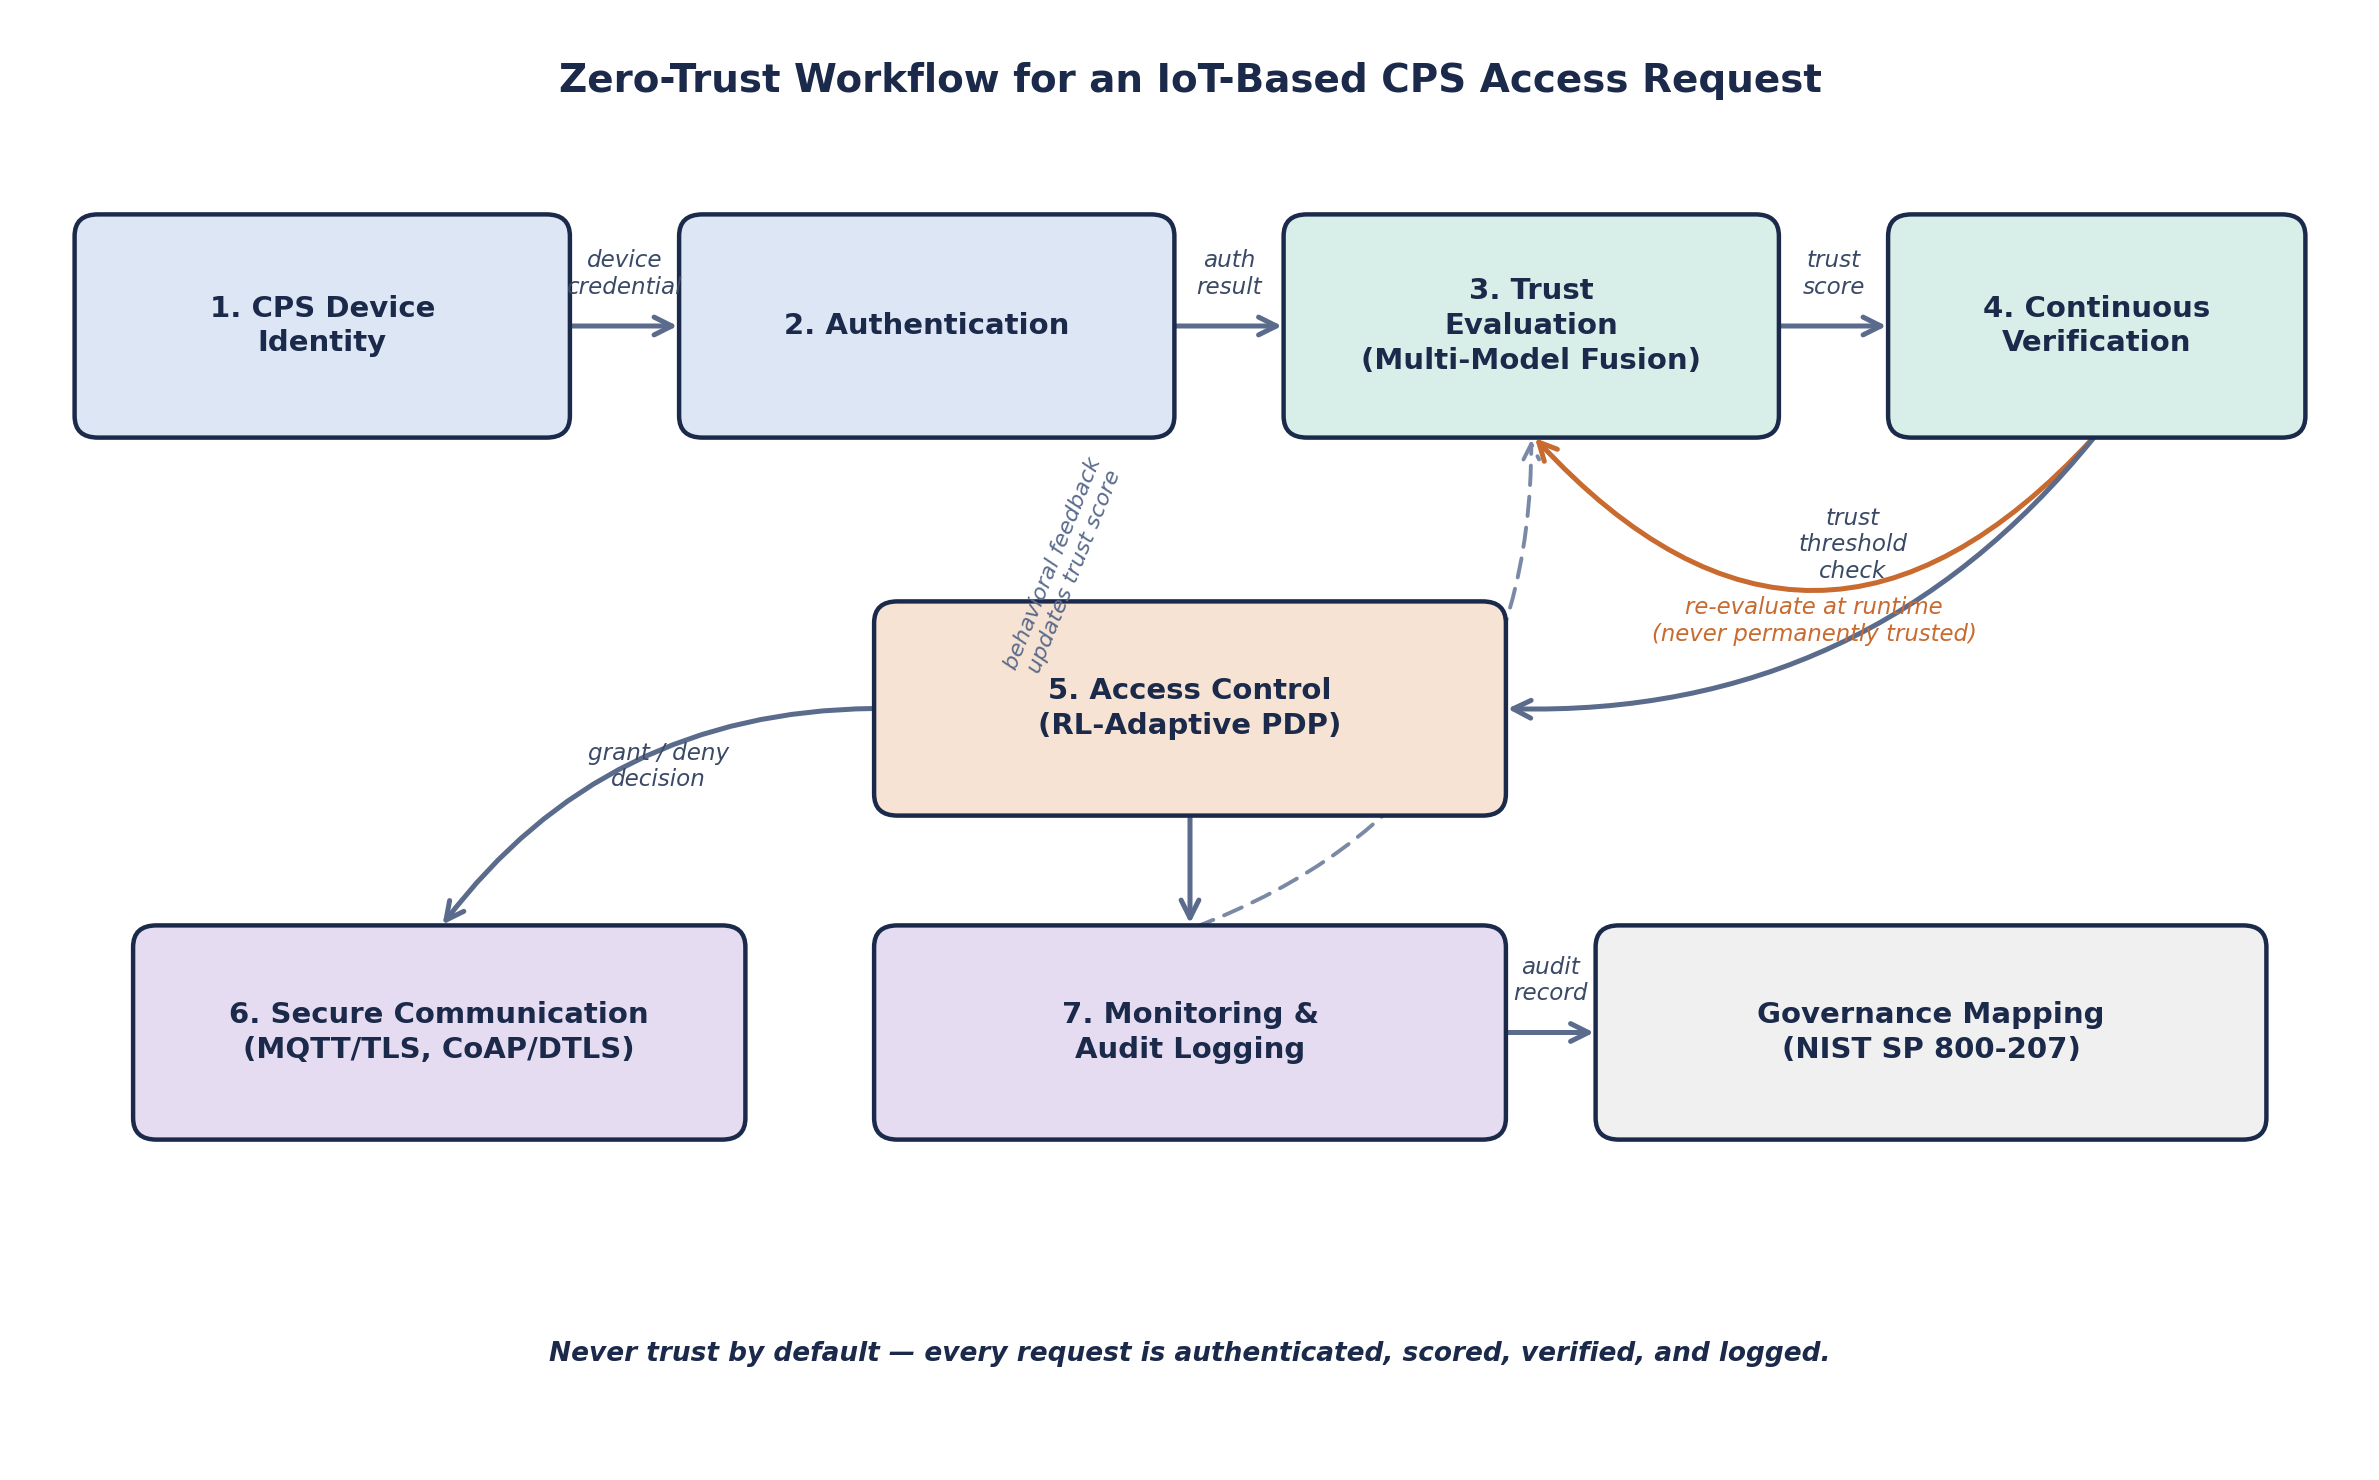 Zero-Trust Workflow for an IoT-Based CPS Access Request
1. CPS Device
Identity
device
credential
2. Authentication
auth
result
3. Trust
Evaluation
(Multi-Model Fusion)
trust
score
4. Continuous
Verification
behavioral feedback
updates trust score
trust
threshold
check
re-evaluate at runtime
(never permanently trusted)
5. Access Control
(RL-Adaptive PDP)
grant / deny
decision
6. Secure Communication
(MQTT/TLS, CoAP/DTLS)
7. Monitoring &
Audit Logging
audit
record
Governance Mapping
(NIST SP 800-207)
Never trust by default — every request is authenticated, scored, verified, and logged.